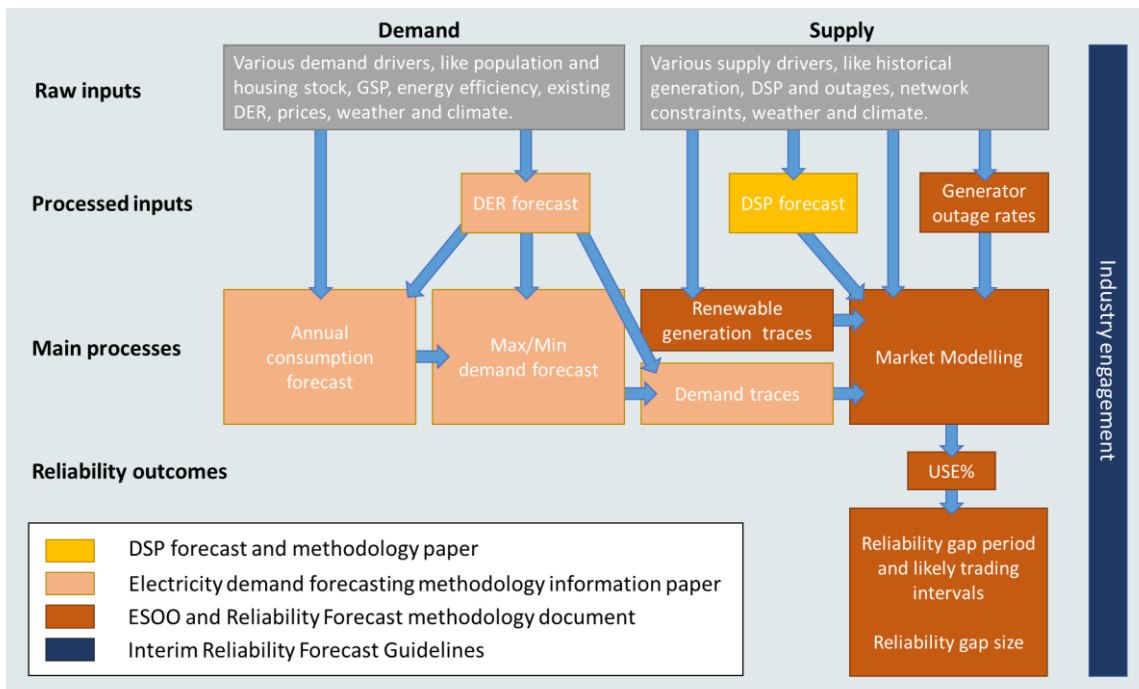 Demand
Supply
Raw inputs
Various demand drivers, like population and
housing stock, GSP, energy efficiency, existing
DER, prices, weather and climate.
Various supply drivers, like historical
generation, DSP and outages, network
constraints, weather and climate.
Processed inputs
DER forecast
DSP forecast
Generator
outage rates
Main processes
Annual
consumption
forecast
Max/Min
demand forecast
Renewable
generation traces
Demand traces
Market Modelling
Reliability outcomes
USE%
Reliability gap period
and likely trading
intervals
Reliability gap size
Industry engagement
DSP forecast and methodology paper
Electricity demand forecasting methodology information paper
ESOO and Reliability Forecast methodology document
Interim Reliability Forecast Guidelines